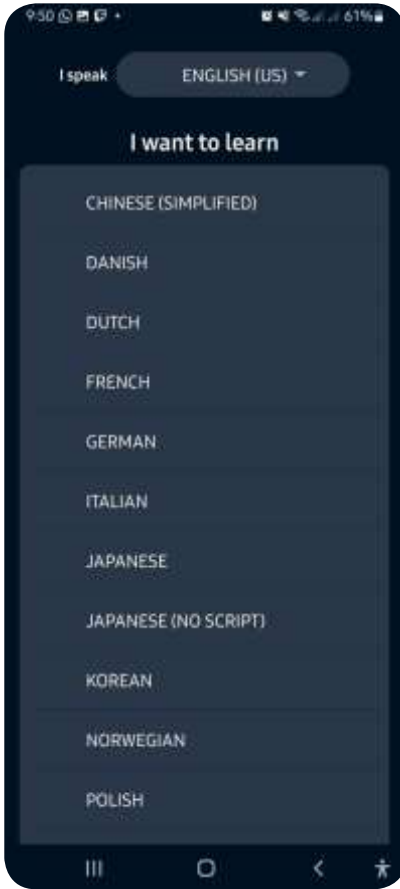 9:50
61%
I speak ENGLISH (US)
I want to learn
CHINESE (SIMPLIFIED)
DANISH
DUTCH
FRENCH
GERMAN
ITALIAN
JAPANESE
JAPANESE (NO SCRIPT)
KOREAN
NORWEGIAN
POLISH